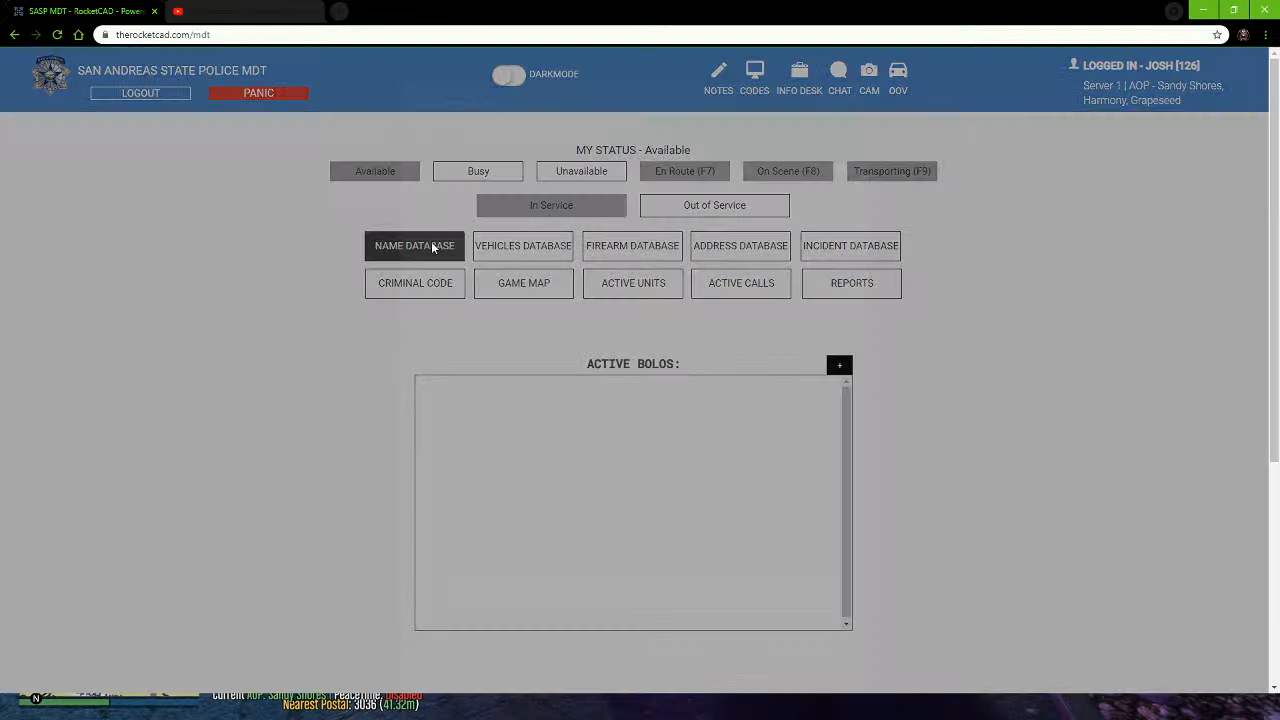 SASP MDT - RocketCAD - Power
therocketcad.com/mdt
SAN ANDREAS STATE POLICE MDT
LOGOUT
PANIC
DARKMODE
NOTES
CODES
INFO DESK
CHAT
CAM
OOV
LOGGED IN - JOSH [126]
Server 1 | AOP - Sandy Shores,
Harmony, Grapeseed
MY STATUS - Available
Available
Busy
Unavailable
En Route (F7)
On Scene (F8)
Transporting (F9)
In Service
Out of Service
NAME DATABASE
VEHICLES DATABASE
FIREARM DATABASE
ADDRESS DATABASE
INCIDENT DATABASE
CRIMINAL CODE
GAME MAP
ACTIVE UNITS
ACTIVE CALLS
REPORTS
ACTIVE BOLOS:
+
N
Current AOP: Sandy Shores | PeaceTime: Disabled
Nearest Postal: 3036 (41.32m)